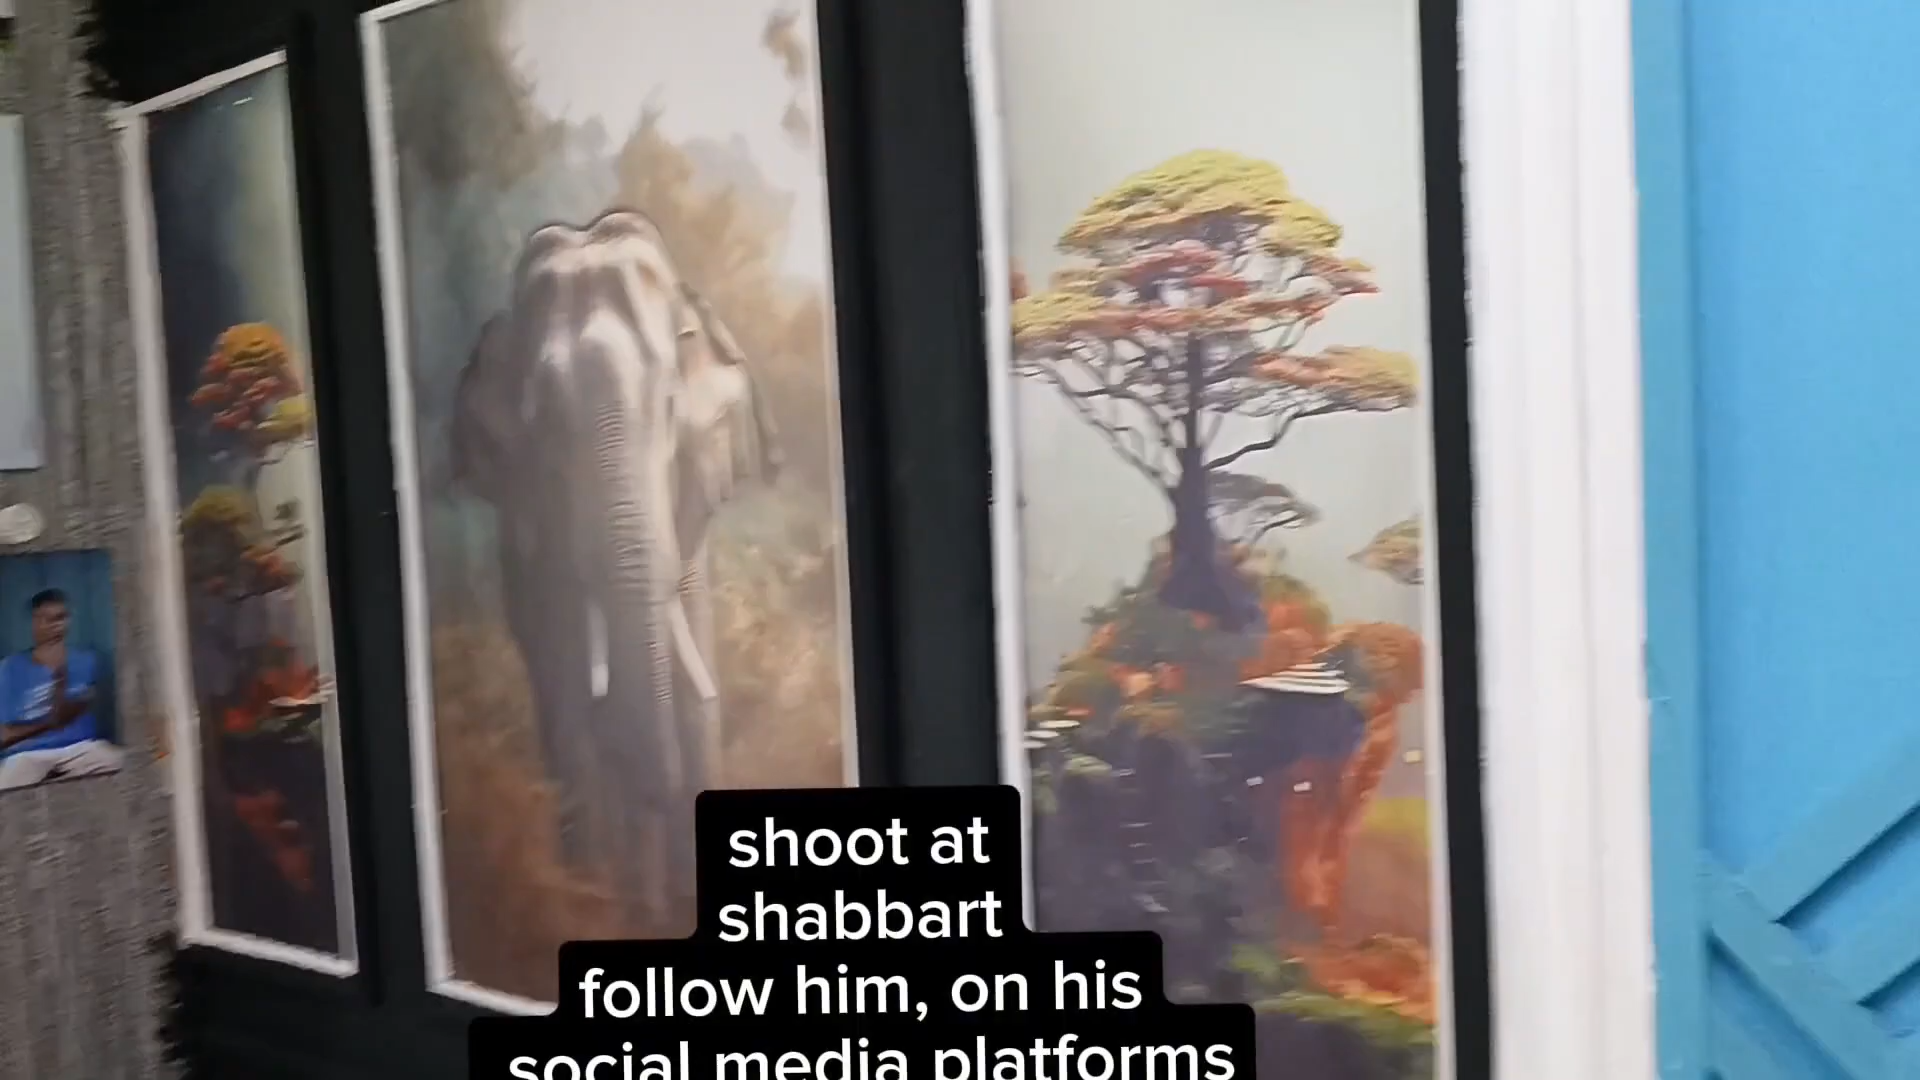 shoot at
shabbart
follow him, on his
social media platforms